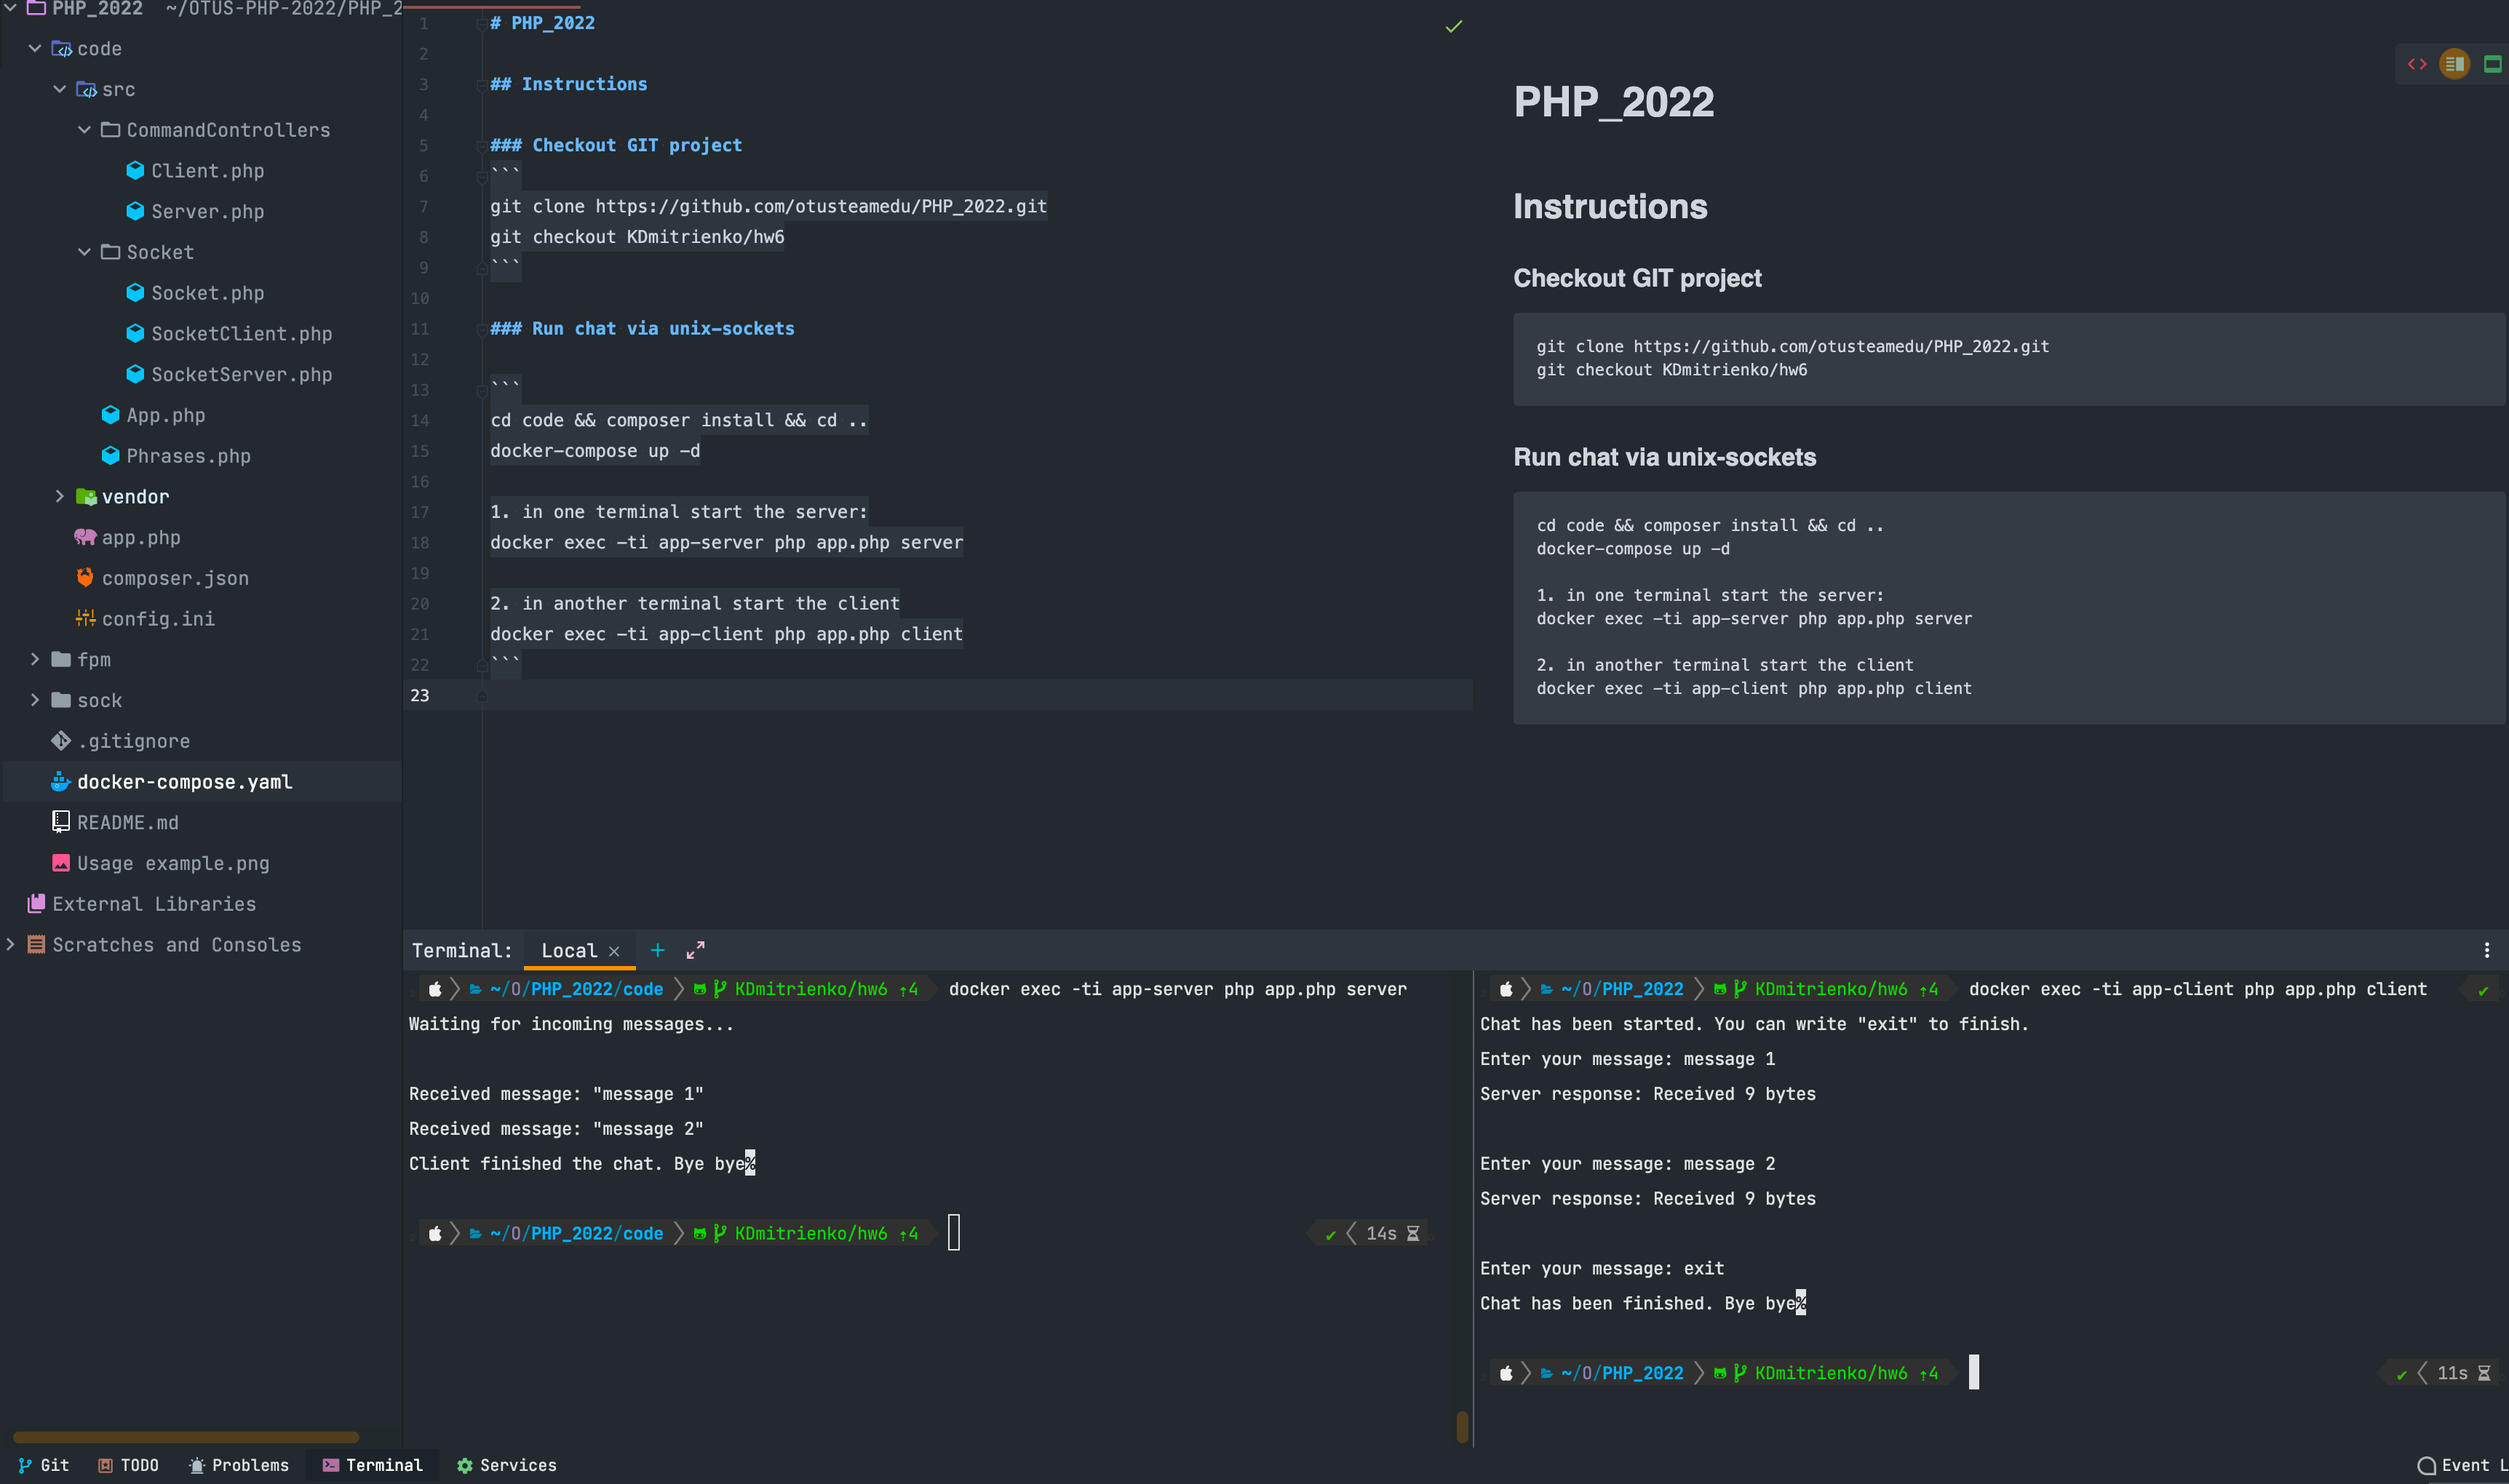 PHP_2022 ~/OTUS-PHP-2022/PHP_2
code
src
CommandControllers
Client.php
Server.php
Socket
Socket.php
SocketClient.php
SocketServer.php
App.php
Phrases.php
vendor
app.php
composer.json
config.ini
fpm
sock
.gitignore
docker-compose.yaml
README.md
Usage example.png
External Libraries
Scratches and Consoles
1 # PHP_2022
2
3 ## Instructions
4
5 ### Checkout GIT project
6 ```
7 git clone https://github.com/otusteamedu/PHP_2022.git
8 git checkout KDmitrienko/hw6
9 ```
10
11 ### Run chat via unix-sockets
12
13 ```
14 cd code && composer install && cd ..
15 docker-compose up -d
16
17 1. in one terminal start the server:
18 docker exec -ti app-server php app.php server
19
20 2. in another terminal start the client
21 docker exec -ti app-client php app.php client
22 ```
23
PHP_2022
Instructions
Checkout GIT project
git clone https://github.com/otusteamedu/PHP_2022.git
git checkout KDmitrienko/hw6
Run chat via unix-sockets
cd code && composer install && cd ..
docker-compose up -d
1. in one terminal start the server:
docker exec -ti app-server php app.php server
2. in another terminal start the client
docker exec -ti app-client php app.php client
Terminal: Local
~/O/PHP_2022/code KDmitrienko/hw6 ⇡4 docker exec -ti app-server php app.php server
Waiting for incoming messages...
Received message: "message 1"
Received message: "message 2"
Client finished the chat. Bye bye%
~/O/PHP_2022/code KDmitrienko/hw6 ⇡4 ✔ 14s
~/O/PHP_2022 KDmitrienko/hw6 ⇡4 docker exec -ti app-client php app.php client ✔
Chat has been started. You can write "exit" to finish.
Enter your message: message 1
Server response: Received 9 bytes
Enter your message: message 2
Server response: Received 9 bytes
Enter your message: exit
Chat has been finished. Bye bye%
~/O/PHP_2022 KDmitrienko/hw6 ⇡4 ✔ 11s
Git TODO Problems Terminal Services Event L